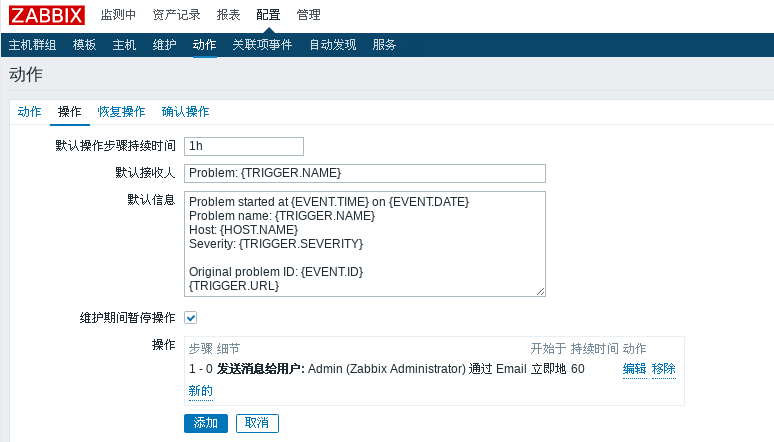 ZABBIX 监测中 资产记录 报表 配置 管理
主机群组 模板 主机 维护 动作 关联项事件 自动发现 服务
动作
动作 操作 恢复操作 确认操作
默认操作步骤持续时间 1h
默认接收人 Problem: {TRIGGER.NAME}
默认信息 Problem started at {EVENT.TIME} on {EVENT.DATE}
Problem name: {TRIGGER.NAME}
Host: {HOST.NAME}
Severity: {TRIGGER.SEVERITY}
Original problem ID: {EVENT.ID}
{TRIGGER.URL}
维护期间暂停操作
操作 步骤 细节 开始于 持续时间 动作
1 - 0 发送消息给用户: Admin (Zabbix Administrator) 通过 Email 立即地 60 编辑 移除
新的
添加 取消